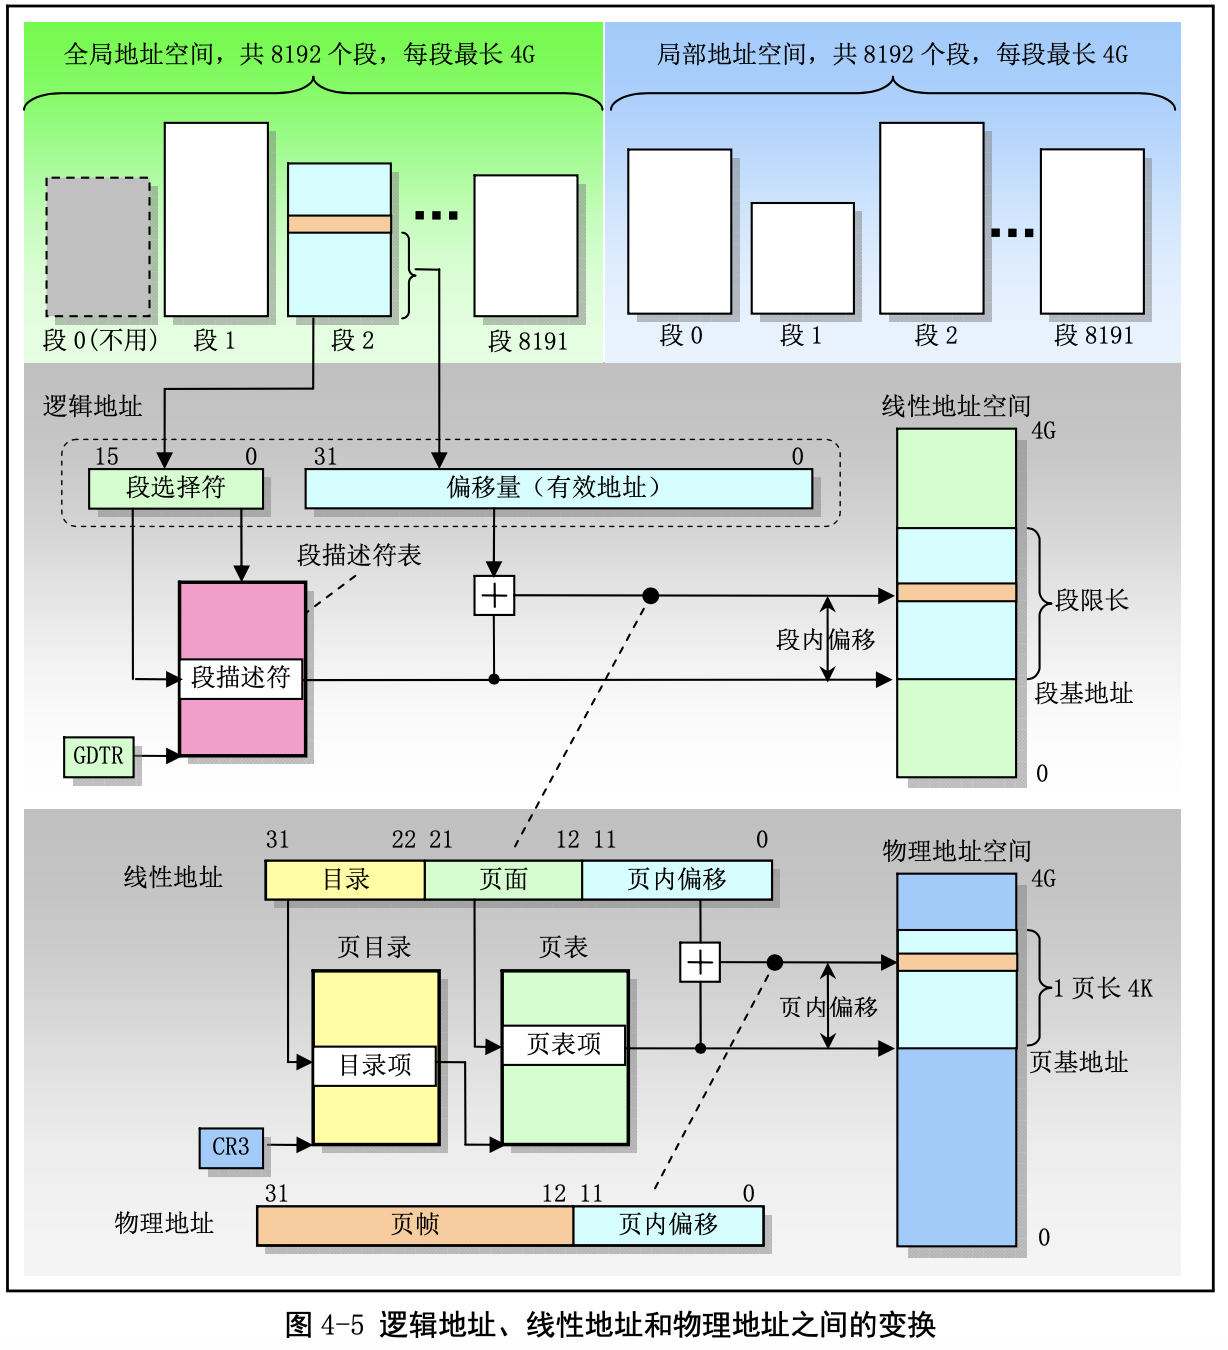 全局地址空间，共 8192 个段，每段最长 4G
局部地址空间，共 8192 个段，每段最长 4G
段 0(不用)
段 1
段 2
段 8191
段 0
段 1
段 2
段 8191
逻辑地址
线性地址空间
4G
15
0
31
0
段选择符
偏移量（有效地址）
段描述符表
段限长
段内偏移
段描述符
段基地址
GDTR
0
31
22
21
12
11
0
物理地址空间
线性地址
目录
页面
页内偏移
4G
页目录
页表
1 页长 4K
页内偏移
目录项
页表项
页基地址
CR3
31
12
11
0
物理地址
页帧
页内偏移
0
图 4-5 逻辑地址、线性地址和物理地址之间的变换